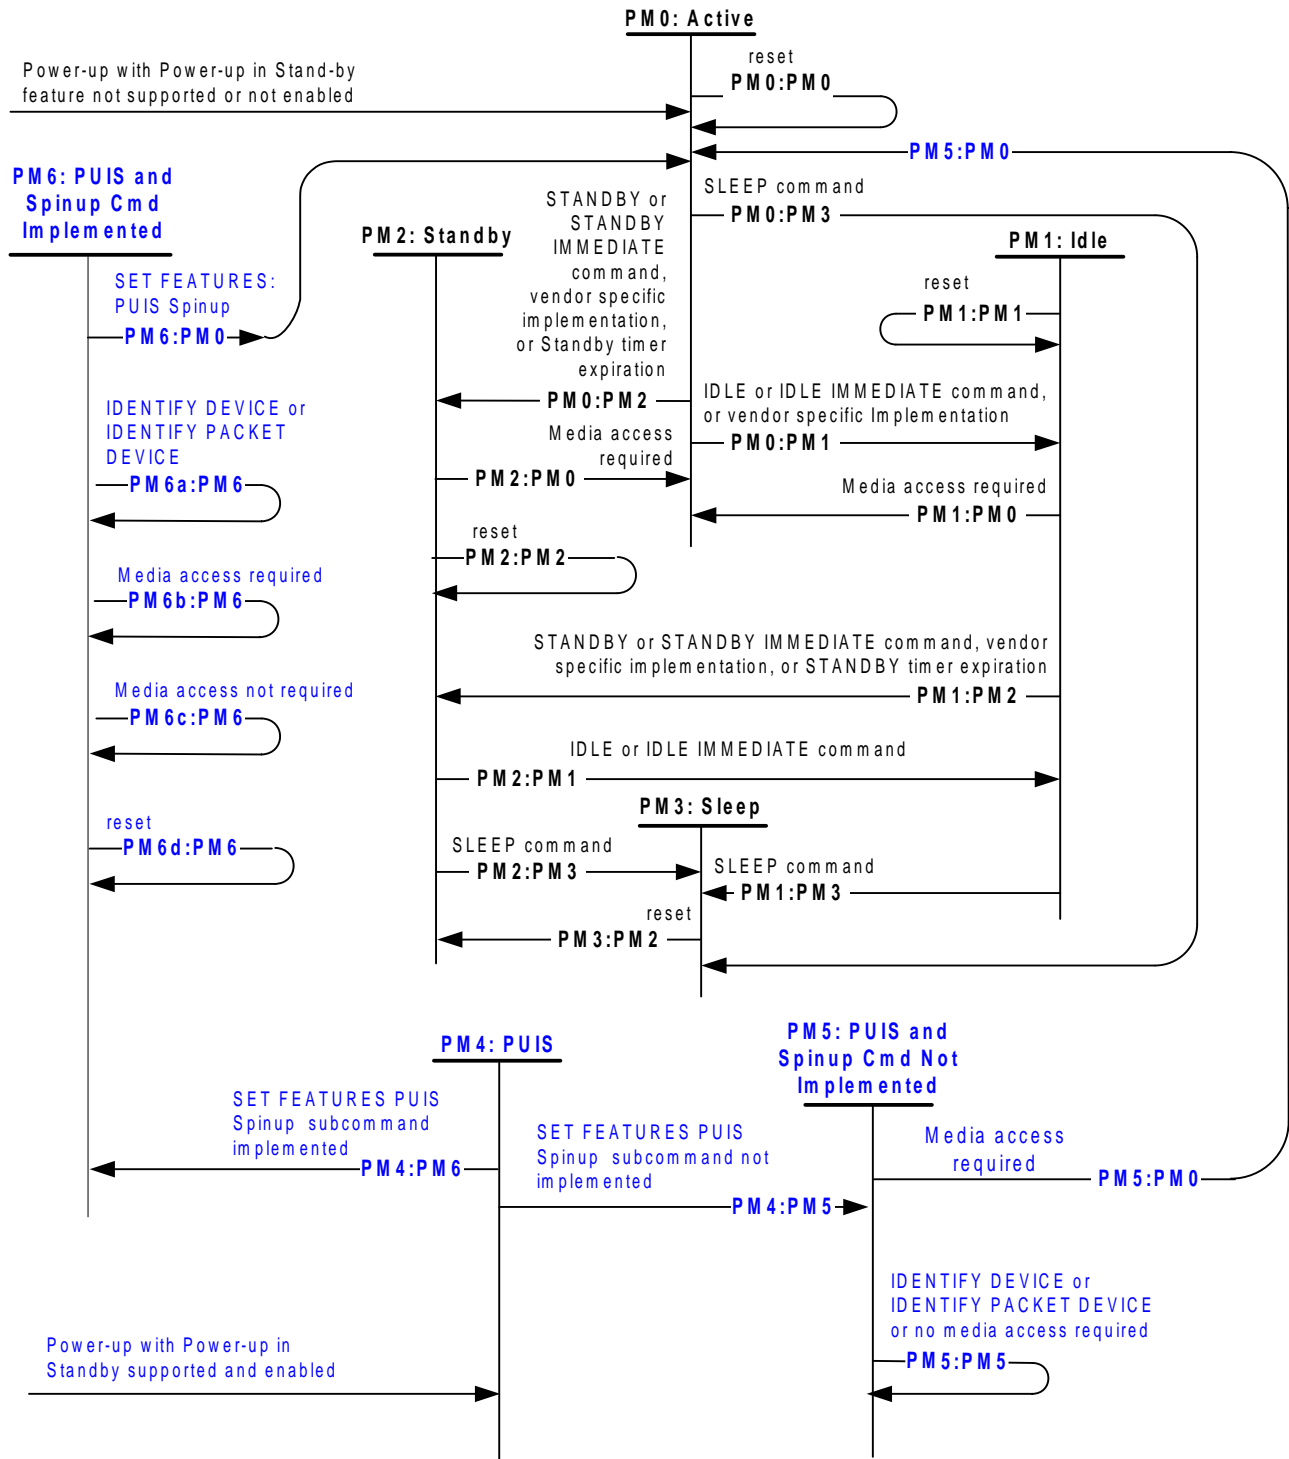 PM0: Active
reset
PM0:PM0
Power-up with Power-up in Stand-by
feature not supported or not enabled
PM5:PM0
PM6: PUIS and
Spinup Cmd
Implemented
SLEEP command
PM0:PM3
STANDBY or
STANDBY
IMMEDIATE
command,
vendor specific
implementation,
or Standby timer
expiration
PM0:PM2
PM2: Standby
PM1: Idle
reset
PM1:PM1
SET FEATURES:
PUIS Spinup
PM6:PM0
IDLE or IDLE IMMEDIATE command,
or vendor specific Implementation
PM0:PM1
IDENTIFY DEVICE or
IDENTIFY PACKET
DEVICE
PM6a:PM6
Media access
required
PM2:PM0
Media access required
PM1:PM0
reset
PM2:PM2
Media access required
PM6b:PM6
STANDBY or STANDBY IMMEDIATE command, vendor
specific implementation, or STANDBY timer expiration
PM1:PM2
Media access not required
PM6c:PM6
IDLE or IDLE IMMEDIATE command
PM2:PM1
PM3: Sleep
reset
PM6d:PM6
SLEEP command
PM2:PM3
SLEEP command
PM1:PM3
reset
PM3:PM2
PM4: PUIS
PM5: PUIS and
Spinup Cmd Not
Implemented
SET FEATURES PUIS
Spinup subcommand
implemented
PM4:PM6
SET FEATURES PUIS
Spinup subcommand not
implemented
PM4:PM5
Media access
required
PM5:PM0
IDENTIFY DEVICE or
IDENTIFY PACKET DEVICE
or no media access required
PM5:PM5
Power-up with Power-up in
Standby supported and enabled